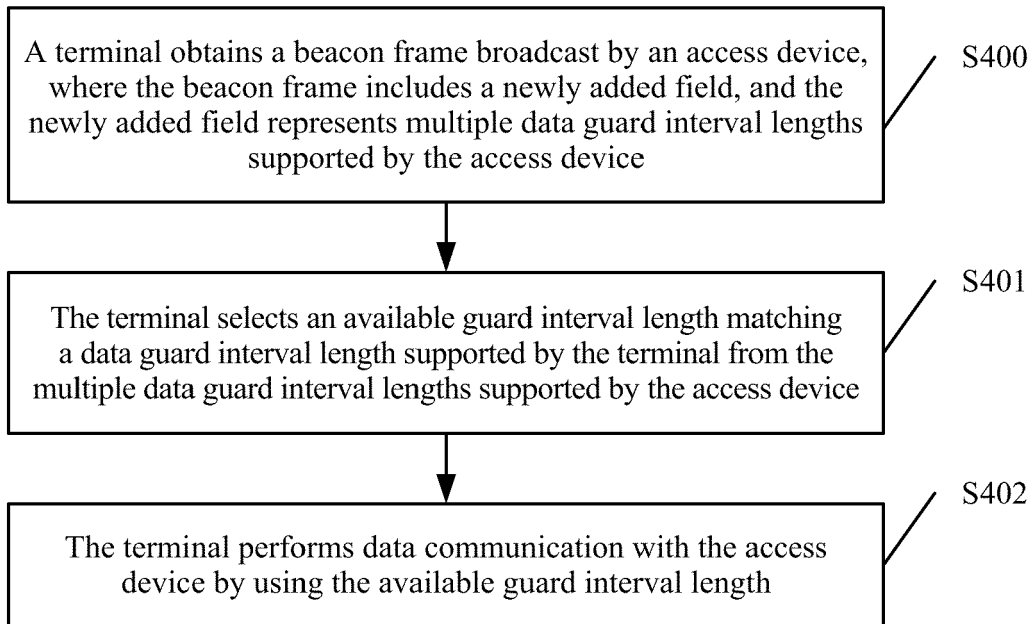 A terminal obtains a beacon frame broadcast by an access device,
where the beacon frame includes a newly added field, and the
newly added field represents multiple data guard interval lengths
supported by the access device
S400
The terminal selects an available guard interval length matching
a data guard interval length supported by the terminal from the
multiple data guard interval lengths supported by the access device
S401
The terminal performs data communication with the access
device by using the available guard interval length
S402